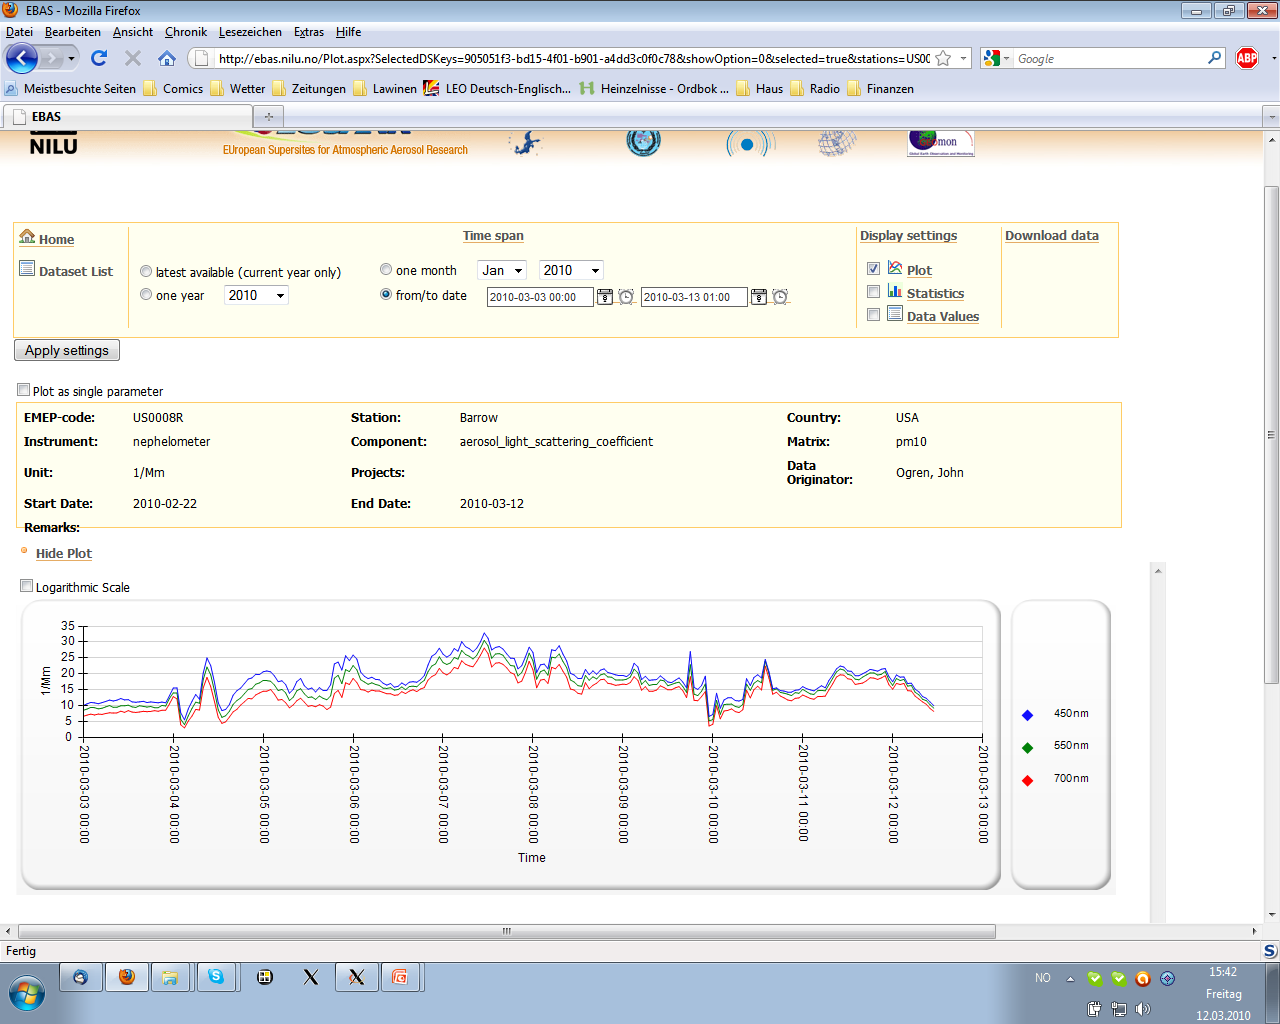 EBAS - Mozilla Firefox
Datei Bearbeiten Ansicht Chronik Lesezeichen Extras Hilfe
http://ebas.nilu.no/Plot.aspx?SelectedDSKeys=905051f3-bd15-4f01-b901-a4dd3c0f0c78&showOption=0&selected=true&stations=US00
Google
ABP
Meistbesuchte Seiten Comics Wetter Zeitungen Lawinen LEO Deutsch-Englisch... Heinzelnisse - Ordbok ... Haus Radio Finanzen
EBAS
NILU
EUropean Supersites for Atmospheric Aerosol Research
Global Earth Observation and Monitoring
Home
Dataset List
Time span
latest available (current year only)
one month Jan 2010
one year 2010
from/to date 2010-03-03 00:00 2010-03-13 01:00
Display settings
Plot
Statistics
Data Values
Download data
Apply settings
Plot as single parameter
EMEP-code: US0008R Station: Barrow Country: USA
Instrument: nephelometer Component: aerosol_light_scattering_coefficient Matrix: pm10
Unit: 1/Mm Projects: Data Originator: Ogren, John
Start Date: 2010-02-22 End Date: 2010-03-12
Remarks:
Hide Plot
Logarithmic Scale
35
30
25
20
15
10
5
0
1/Mm
2010-03-03 00:00
2010-03-04 00:00
2010-03-05 00:00
2010-03-06 00:00
2010-03-07 00:00
2010-03-08 00:00
2010-03-09 00:00
2010-03-10 00:00
2010-03-11 00:00
2010-03-12 00:00
2010-03-13 00:00
Time
450nm
550nm
700nm
Fertig
NO
15:42
Freitag
12.03.2010